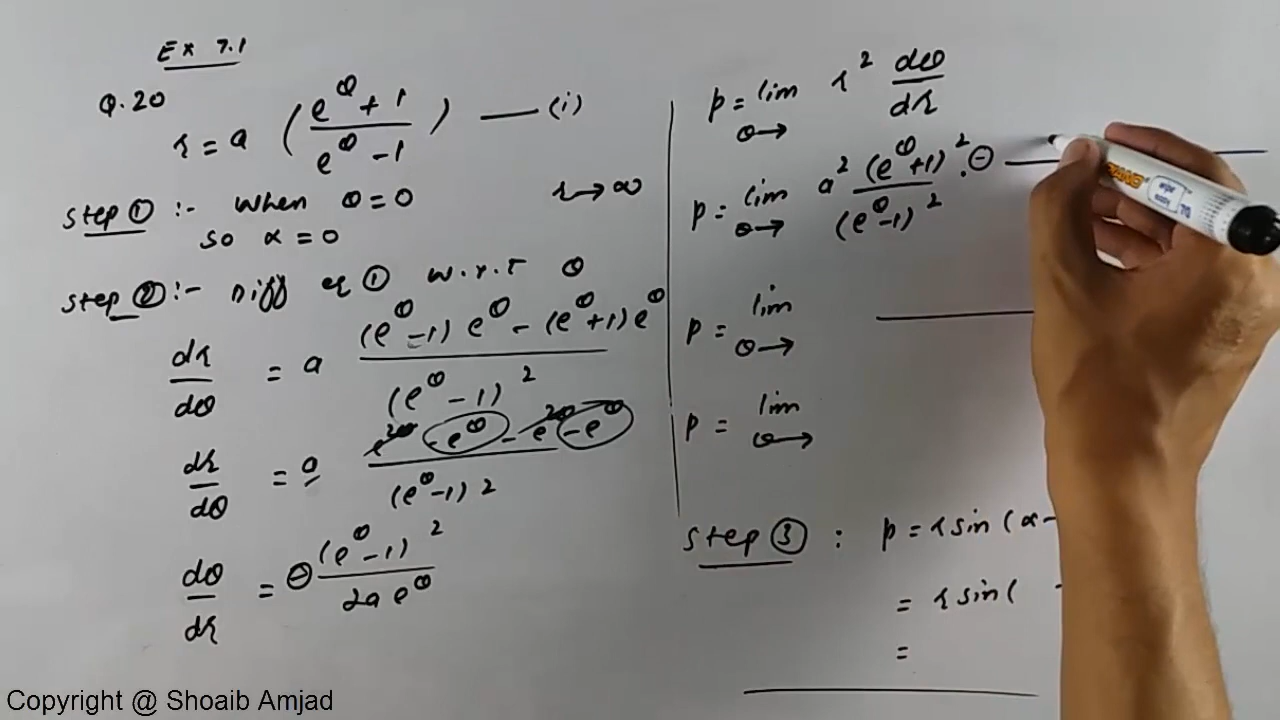 Ex 7.1
Q.20
r = a ( (e^θ + 1) / (e^θ - 1) ) — (i)
Step ① :- when θ = 0 r → ∞
so α = 0
Step ② :- Diff eq ① w.r.t θ
dr/dθ = a ((e^θ - 1) e^θ - (e^θ + 1) e^θ) / (e^θ - 1)^2
dr/dθ = a (e^2θ - e^θ - e^2θ - e^θ) / (e^θ - 1)^2
dθ/dr = ⊖ (e^θ - 1)^2 / 2a e^θ
p = lim θ→ r^2 dθ/dr
p = lim θ→ a^2 (e^θ + 1)^2 / (e^θ - 1)^2 . ⊖
p = lim θ→
p = lim θ→
Step ③ : p = r sin ( α -
= r sin ( -
=
Copyright @ Shoaib Amjad